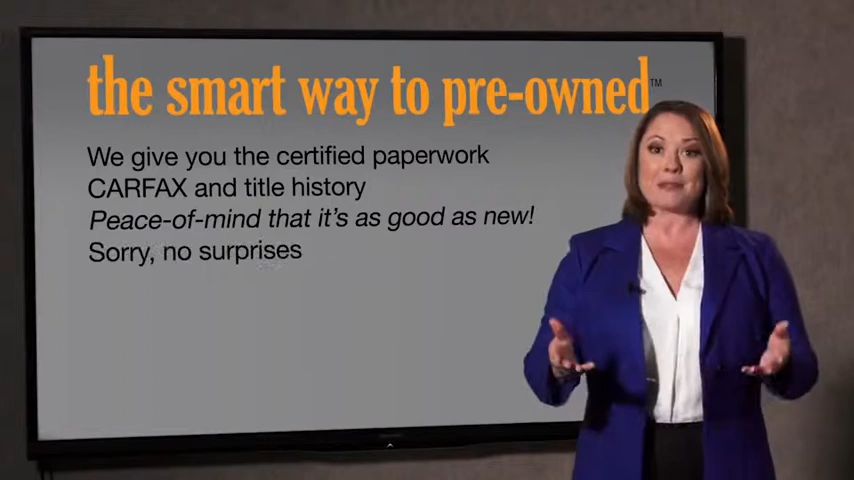 the smart way to pre-owned™
We give you the certified paperwork
CARFAX and title history
Peace-of-mind that it's as good as new!
Sorry, no surprises